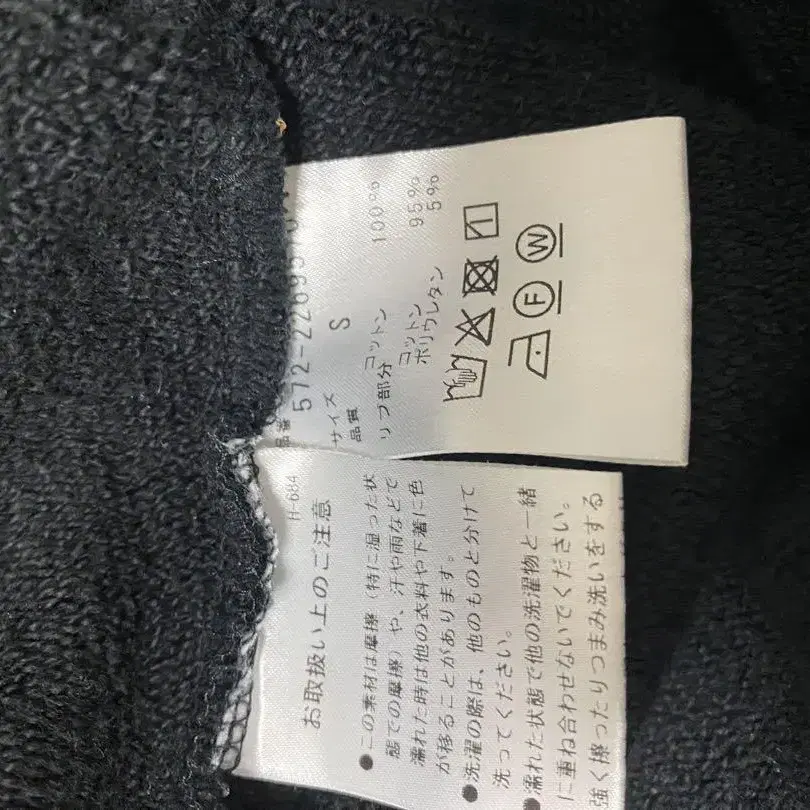 572-22695
サイズ S
品質 コットン 100%
リブ部分 コットン 95%
ポリウレタン 5%
F
W
H-684
お取扱い上のご注意
●この素材は摩擦（特に湿った状
態での摩擦）や、汗や雨などで
濡れた時は他の衣料や下着に色
が移ることがあります。
●洗濯の際は、他のものと分けて
洗ってください。
●濡れた状態で他の洗濯物と一緒
に重ね合わせないでください。
強く擦ったりつまみ洗いをする